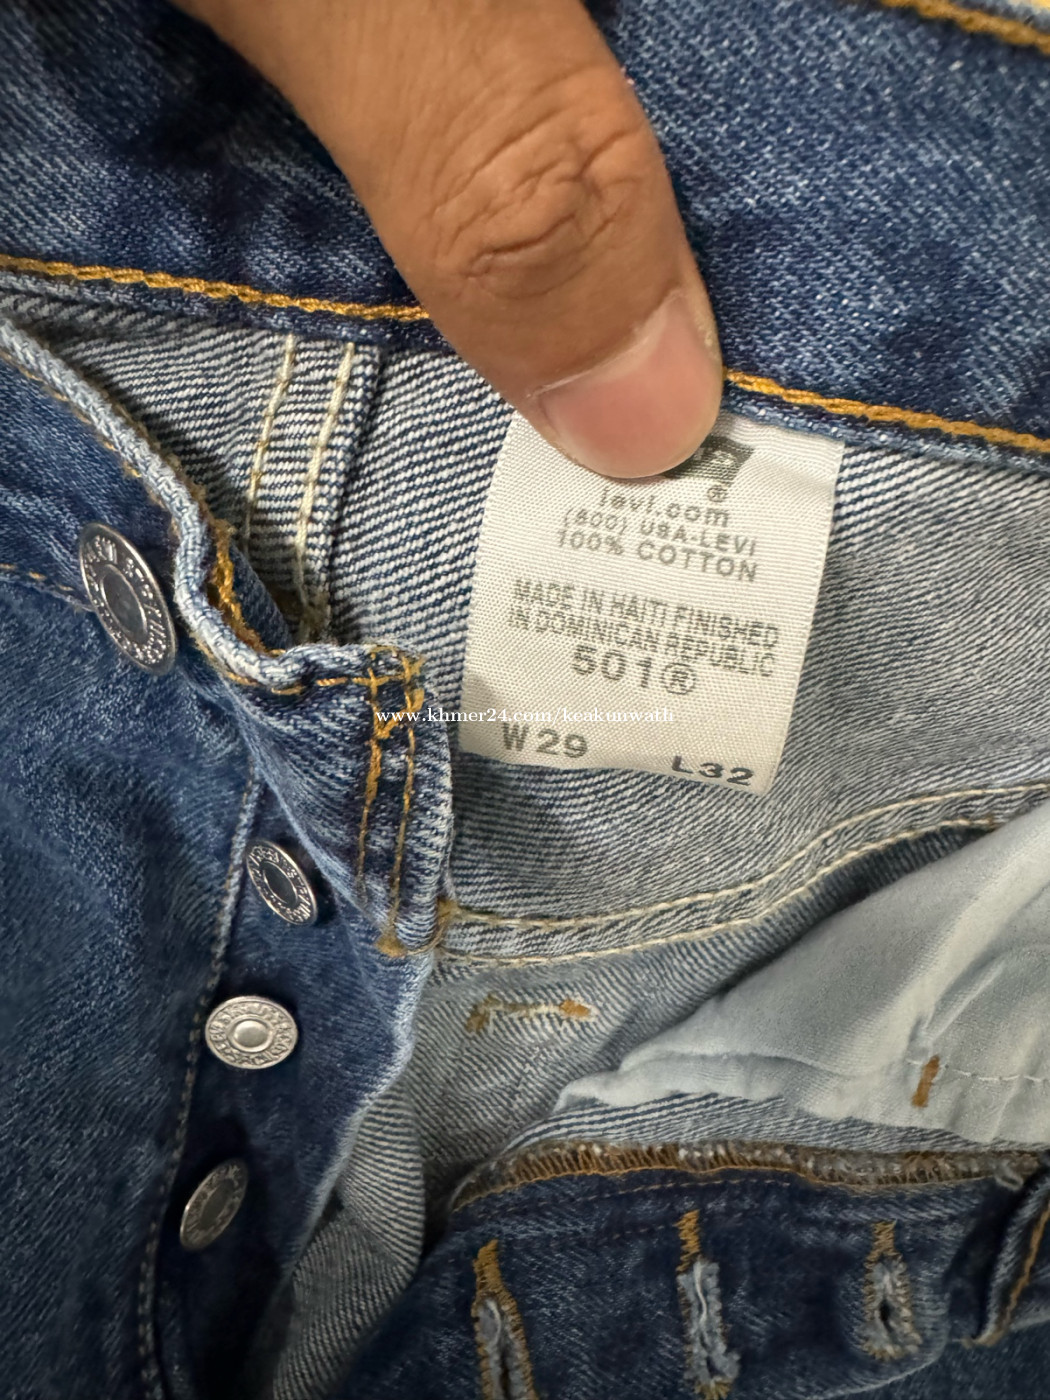 levi.com
(800) USA-LEVI
100% COTTON
MADE IN HAITI FINISHED
IN DOMINICAN REPUBLIC
501®
www.khmer24.com/keakunwath
W29 L32